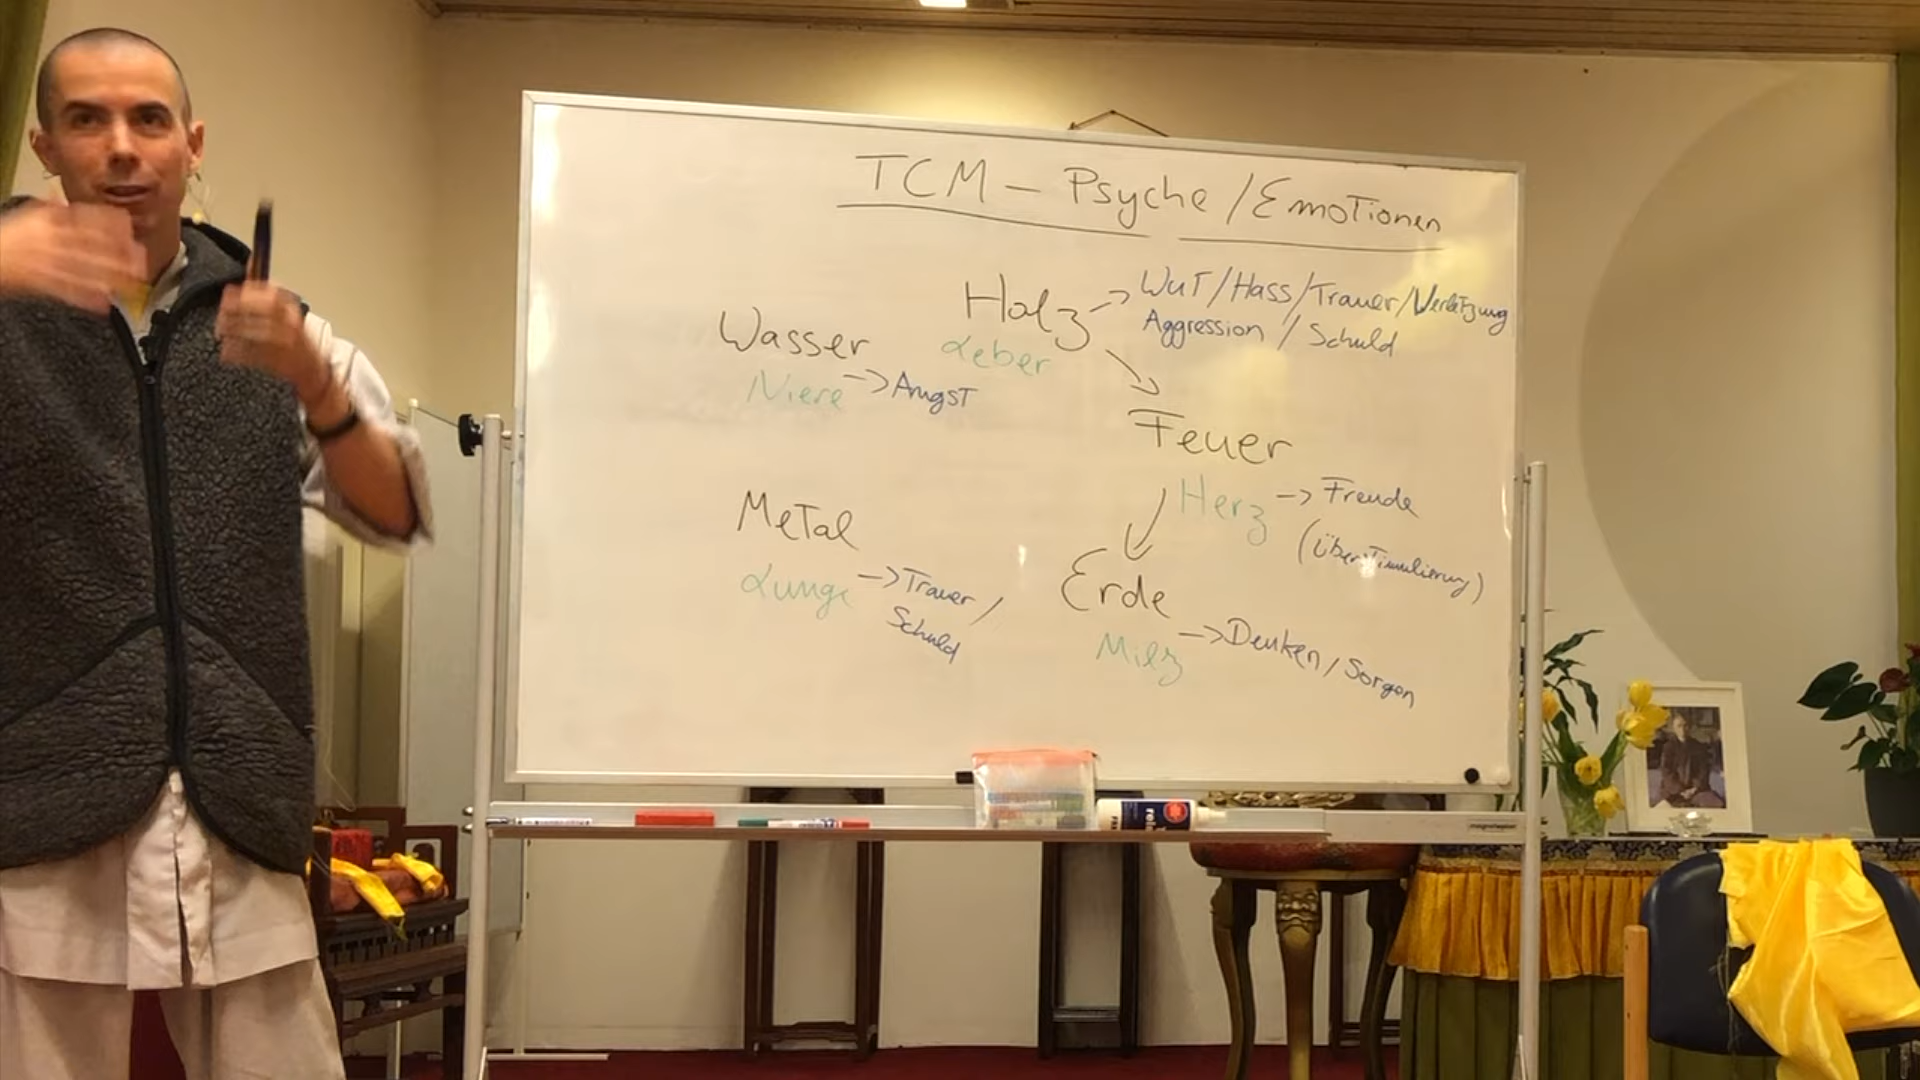 TCM – Psyche/Emotionen
Holz -> Wut/Hass/Trauer/Verletzung
Aggression / Schuld
Leber
Wasser
Niere -> Angst
Feuer
Herz -> Freude
(Überstimulierung)
Metal
Lunge -> Trauer /
Schuld
Erde
Milz -> Denken/Sorgen